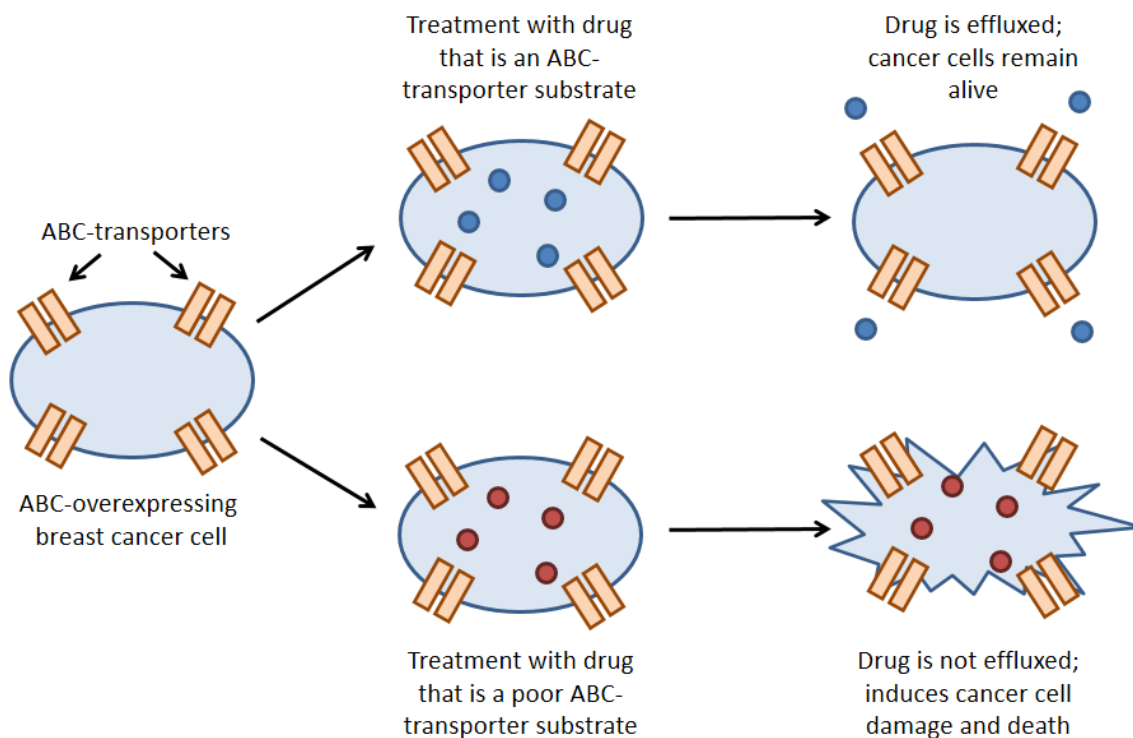 Treatment with drug
that is an ABC-
transporter substrate
Drug is effluxed;
cancer cells remain
alive
ABC-transporters
ABC-overexpressing
breast cancer cell
Treatment with drug
that is a poor ABC-
transporter substrate
Drug is not effluxed;
induces cancer cell
damage and death